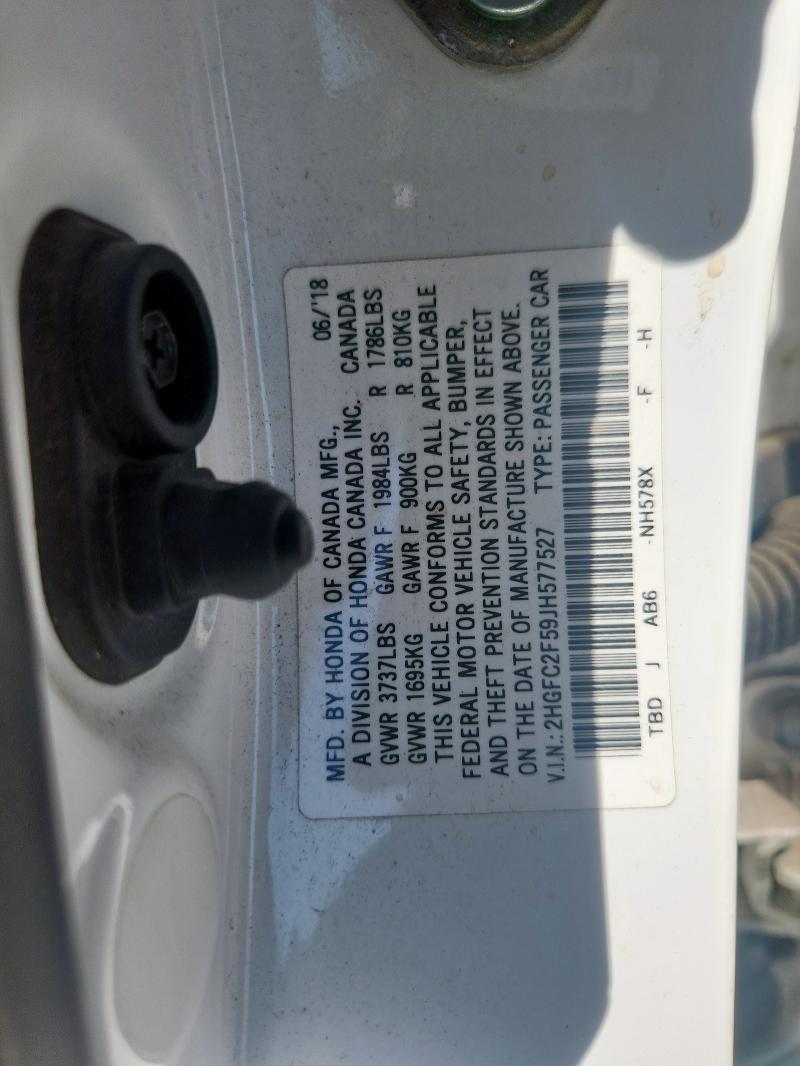 MFD. BY HONDA OF CANADA MFG., 06/'18
A DIVISION OF HONDA CANADA INC. CANADA
GVWR 3737LBS GAWR F 1984LBS R 1786LBS
GVWR 1695KG GAWR F 900KG R 810KG
THIS VEHICLE CONFORMS TO ALL APPLICABLE
FEDERAL MOTOR VEHICLE SAFETY, BUMPER,
AND THEFT PREVENTION STANDARDS IN EFFECT
ON THE DATE OF MANUFACTURE SHOWN ABOVE.
V.I.N.: 2HGFC2F59JH577527 TYPE: PASSENGER CAR
TBD J AB6 -NH578X -F -H